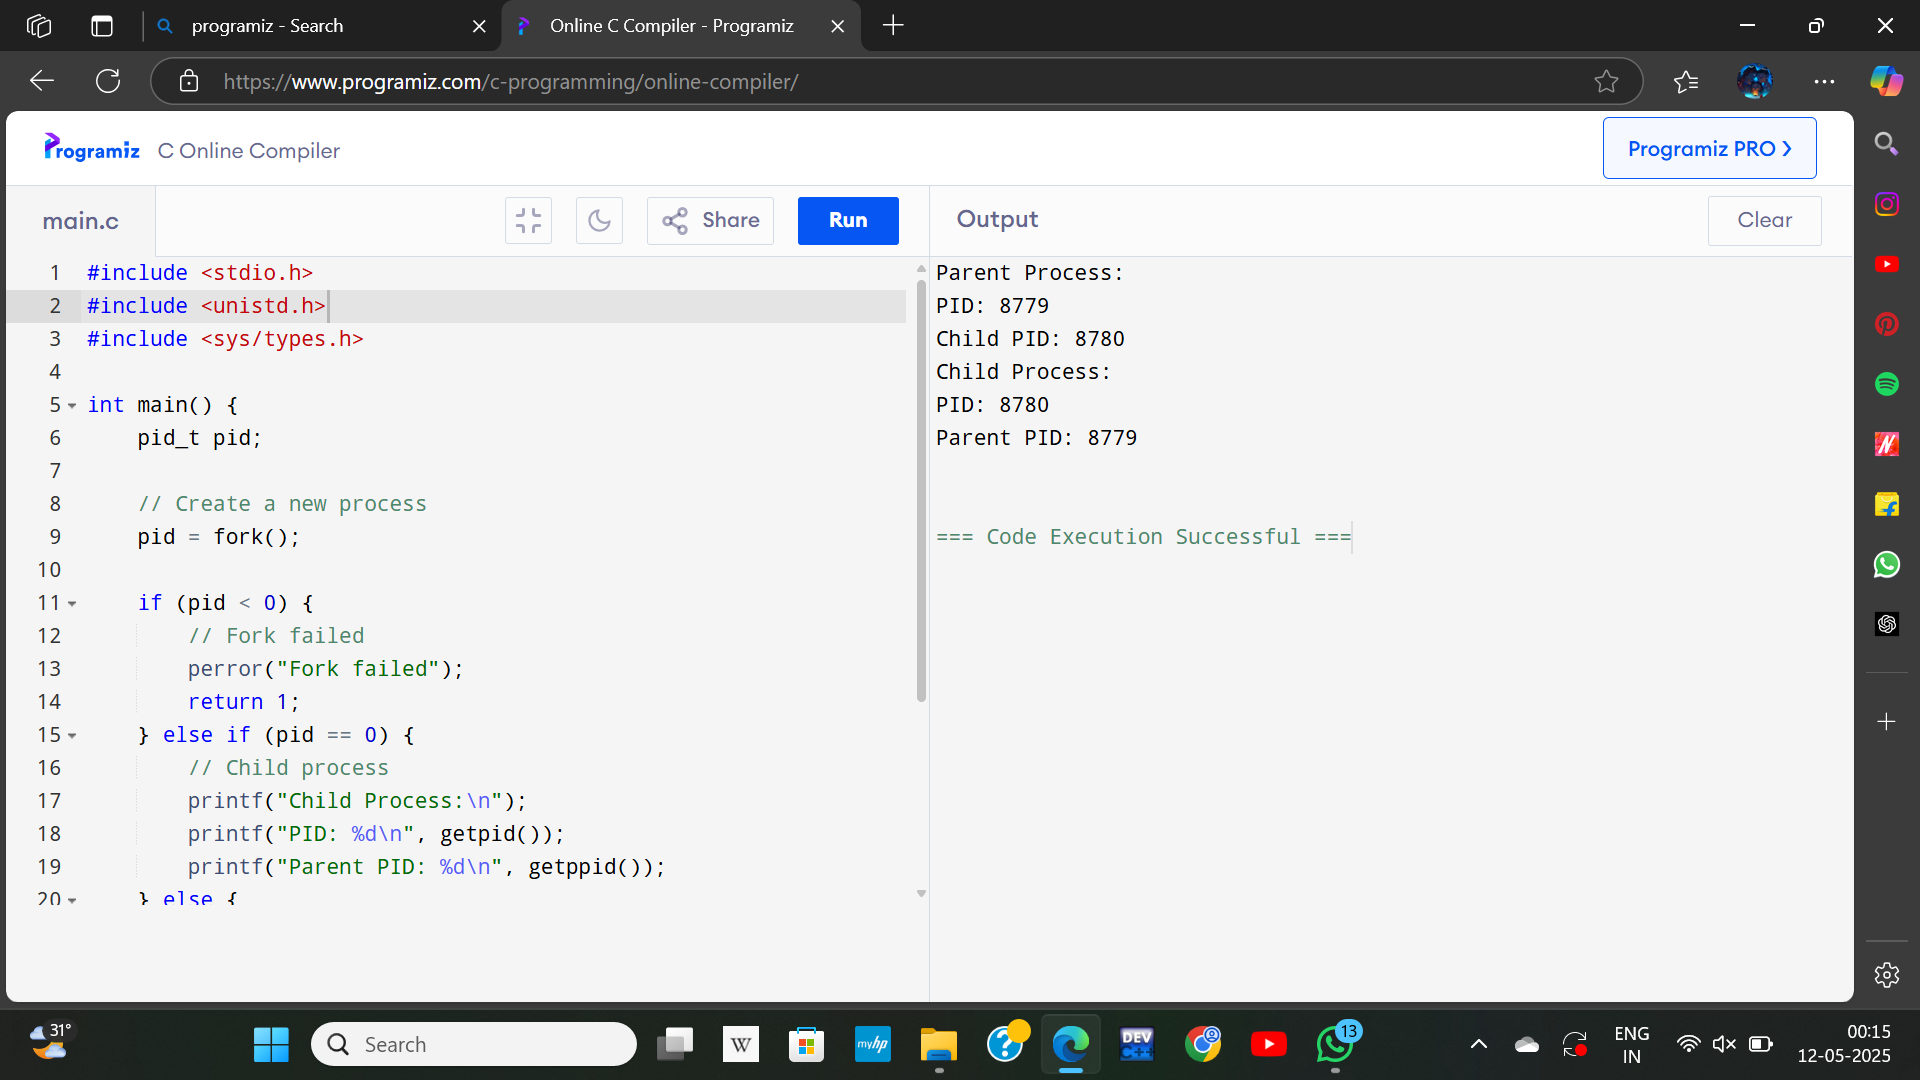 programiz - Search
Online C Compiler - Programiz
https://www.programiz.com/c-programming/online-compiler/
Programiz
C Online Compiler
Programiz PRO
main.c
Share
Run
Output
Clear
1 #include <stdio.h>
2 #include <unistd.h>
3 #include <sys/types.h>
4
5 int main() {
6 pid_t pid;
7
8 // Create a new process
9 pid = fork();
10
11 if (pid < 0) {
12 // Fork failed
13 perror("Fork failed");
14 return 1;
15 } else if (pid == 0) {
16 // Child process
17 printf("Child Process:\n");
18 printf("PID: %d\n", getpid());
19 printf("Parent PID: %d\n", getppid());
20 } else {
Parent Process:
PID: 8779
Child PID: 8780
Child Process:
PID: 8780
Parent PID: 8779
=== Code Execution Successful ===
31°
Search
W
myhp
DEV
C++
13
ENG
IN
00:15
12-05-2025